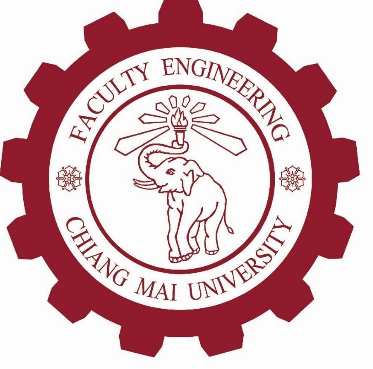 FACULTY ENGINEERING
CHIANG MAI UNIVERSITY